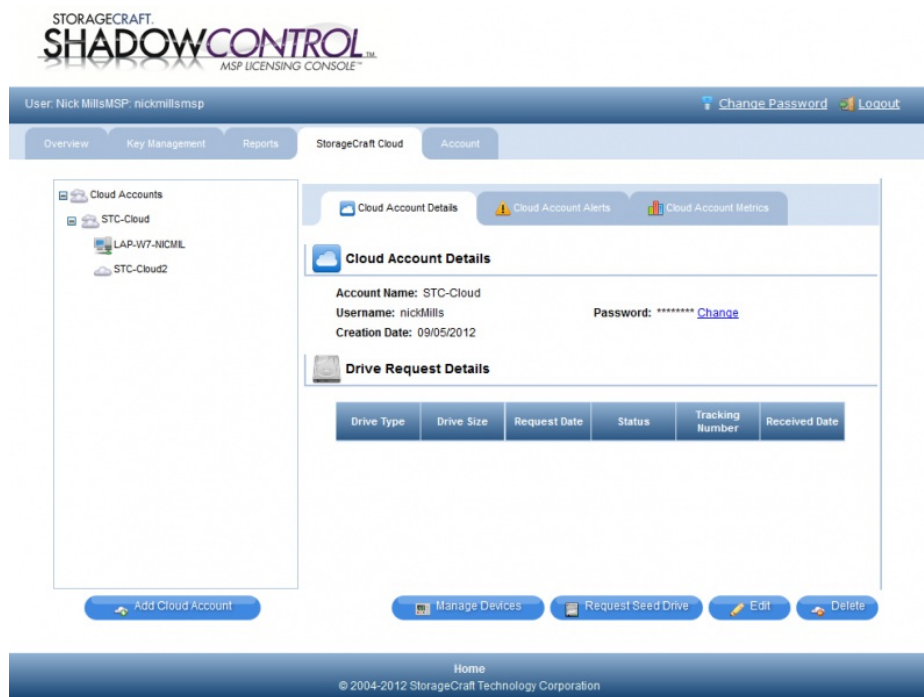 STORAGECRAFT.
SHADOWCONTROL TM
MSP LICENSING CONSOLE™
User: Nick MillsMSP: nickmillsmsp
Change Password Logout
Overview Key Management Reports StorageCraft Cloud Account
Cloud Accounts
STC-Cloud
LAP-W7-NICMIL
STC-Cloud2
Cloud Account Details Cloud Account Alerts Cloud Account Metrics
Cloud Account Details
Account Name: STC-Cloud
Username: nickMills Password: ******** Change
Creation Date: 09/05/2012
Drive Request Details
Drive Type Drive Size Request Date Status Tracking Number Received Date
Add Cloud Account Manage Devices Request Seed Drive Edit Delete
Home
© 2004-2012 StorageCraft Technology Corporation